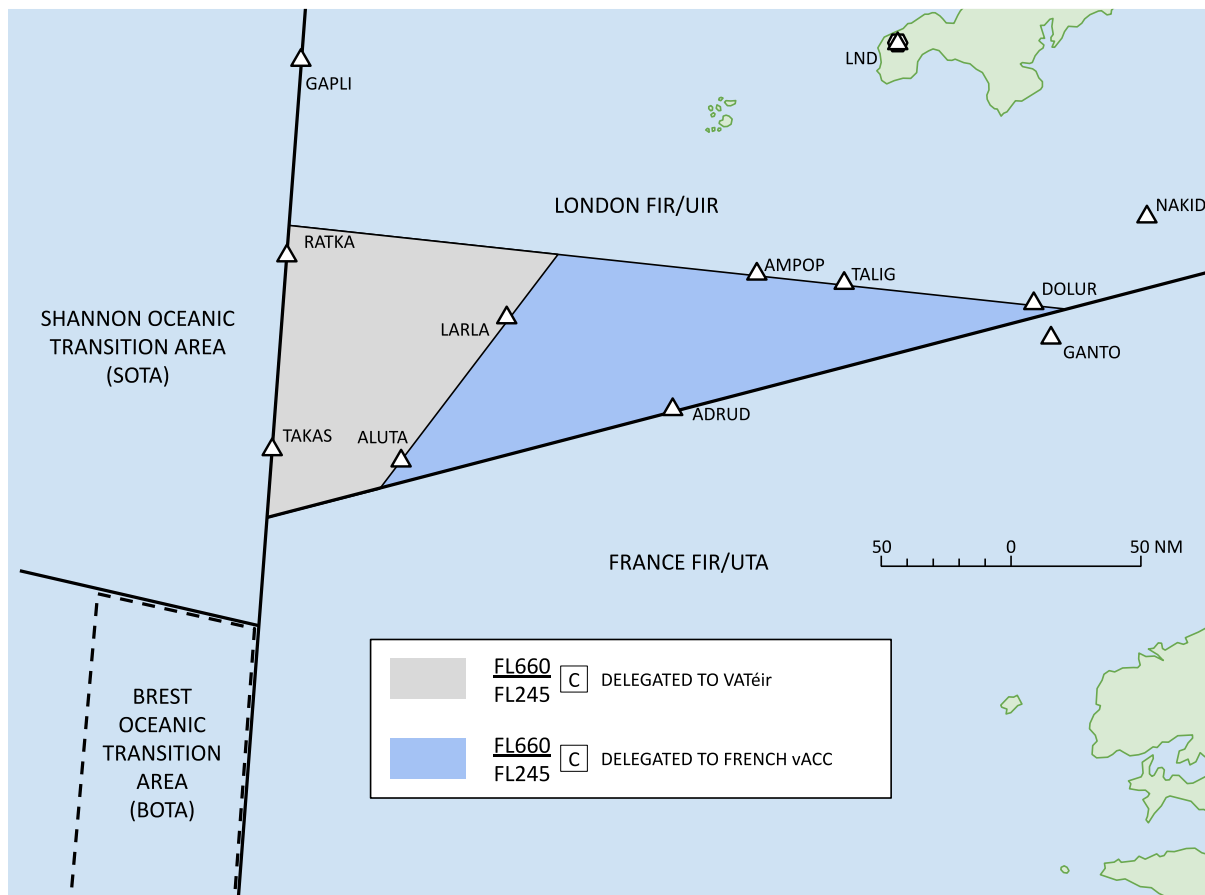 LND
GAPLI
NAKID
LONDON FIR/UIR
RATKA
AMPOP
TALIG
DOLUR
SHANNON OCEANIC
TRANSITION AREA
(SOTA)
LARLA
GANTO
ADRUD
TAKAS
ALUTA
FRANCE FIR/UTA
50 0 50 NM
BREST
OCEANIC
TRANSITION
AREA
(BOTA)
FL660
FL245
C DELEGATED TO VATéir
FL660
FL245
C DELEGATED TO FRENCH vACC